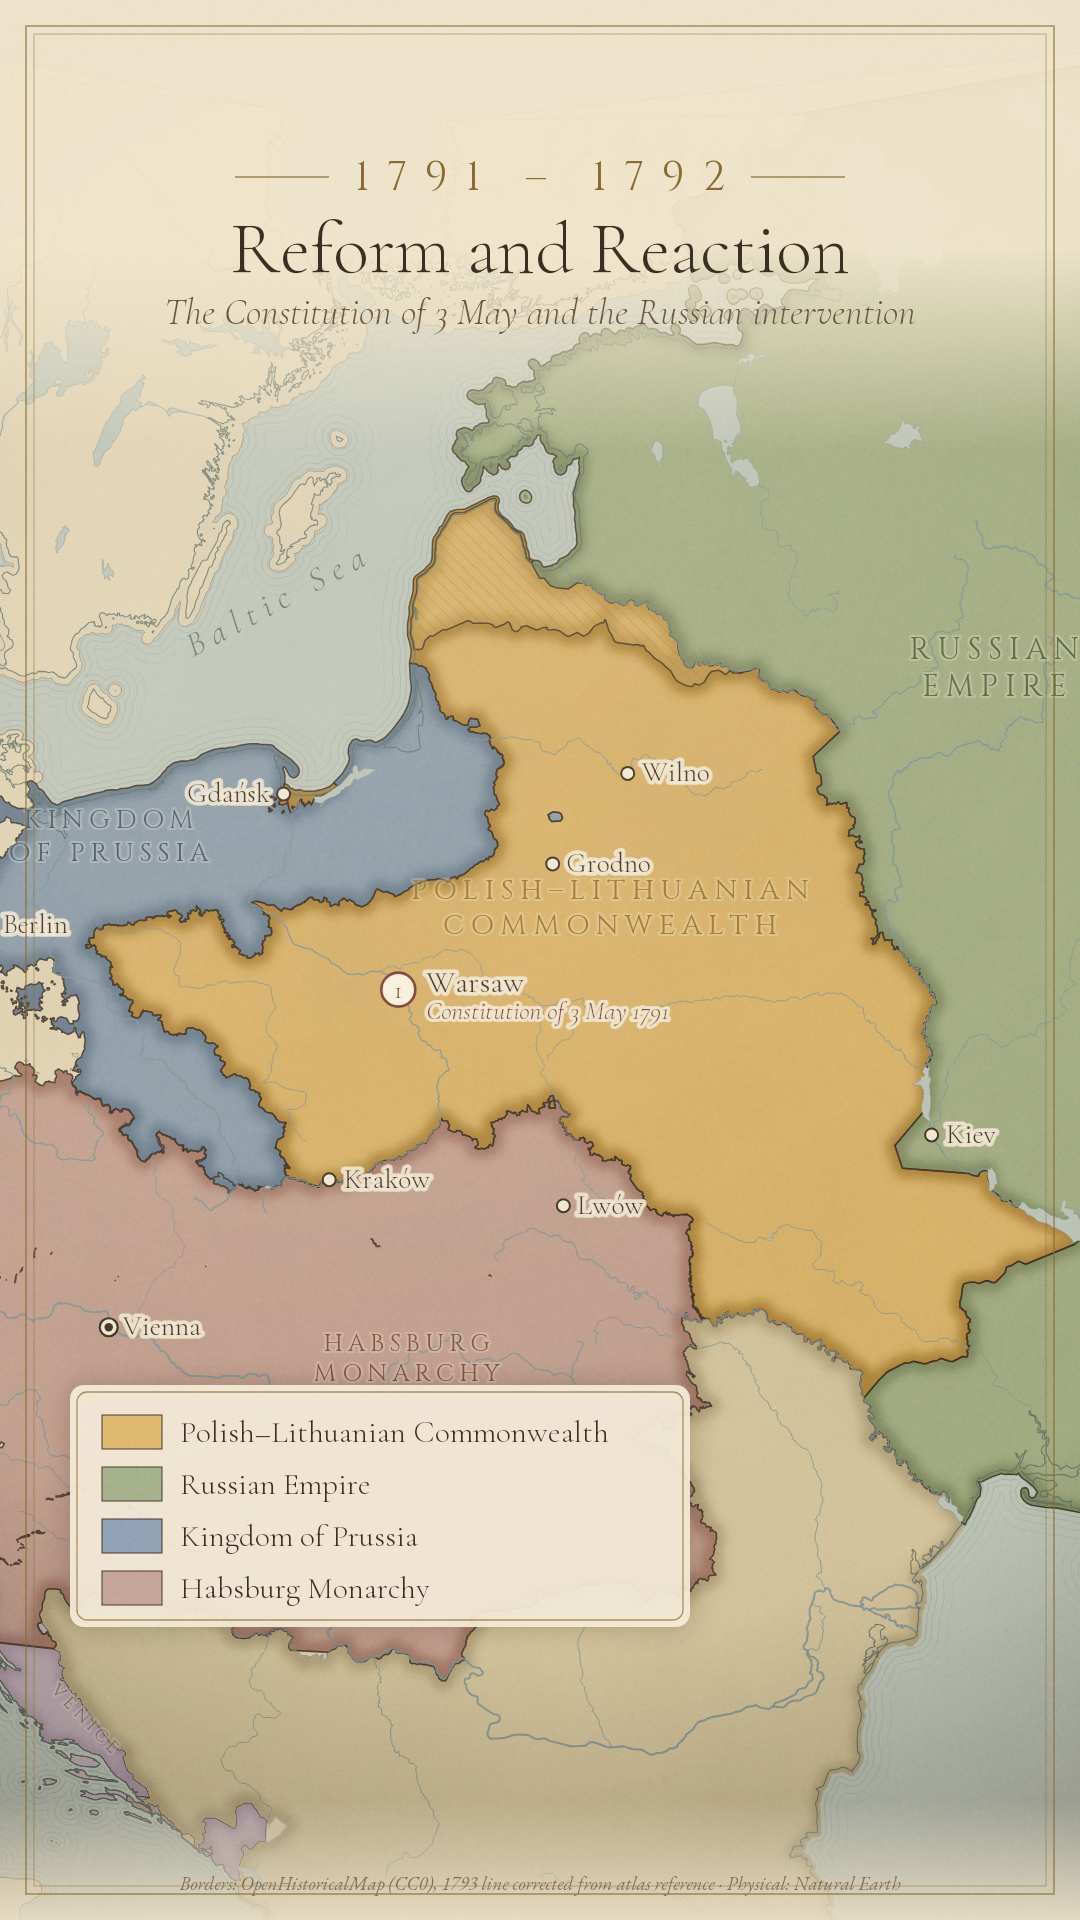 1791 – 1792
Reform and Reaction
The Constitution of 3 May and the Russian intervention
Baltic Sea
RUSSIAN
EMPIRE
Wilno
Gdańsk
KINGDOM
OF PRUSSIA
Grodno
POLISH–LITHUANIAN
COMMONWEALTH
Berlin
1
Warsaw
Constitution of 3 May 1791
Kiev
Kraków
Lwów
Vienna
HABSBURG
MONARCHY
Polish–Lithuanian Commonwealth
Russian Empire
Kingdom of Prussia
Habsburg Monarchy
VENICE
Borders: OpenHistoricalMap (CC0), 1793 line corrected from atlas reference · Physical: Natural Earth